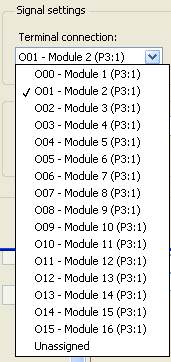 Signal settings
Terminal connection:
O01 - Module 2 (P3:1)
O00 - Module 1 (P3:1)
O01 - Module 2 (P3:1)
O02 - Module 3 (P3:1)
O03 - Module 4 (P3:1)
O04 - Module 5 (P3:1)
O05 - Module 6 (P3:1)
O06 - Module 7 (P3:1)
O07 - Module 8 (P3:1)
O08 - Module 9 (P3:1)
O09 - Module 10 (P3:1)
O10 - Module 11 (P3:1)
O11 - Module 12 (P3:1)
O12 - Module 13 (P3:1)
O13 - Module 14 (P3:1)
O14 - Module 15 (P3:1)
O15 - Module 16 (P3:1)
Unassigned